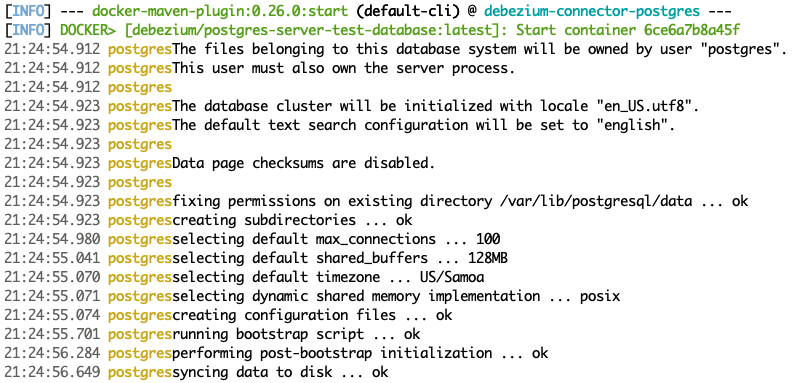 [INFO] --- docker-maven-plugin:0.26.0:start (default-cli) @ debezium-connector-postgres ---
[INFO] DOCKER> [debezium/postgres-server-test-database:latest]: Start container 6ce6a7b8a45f
21:24:54.912 postgresThe files belonging to this database system will be owned by user "postgres".
21:24:54.912 postgresThis user must also own the server process.
21:24:54.912 postgres
21:24:54.923 postgresThe database cluster will be initialized with locale "en_US.utf8".
21:24:54.923 postgresThe default text search configuration will be set to "english".
21:24:54.923 postgres
21:24:54.923 postgresData page checksums are disabled.
21:24:54.923 postgres
21:24:54.923 postgresfixing permissions on existing directory /var/lib/postgresql/data ... ok
21:24:54.923 postgrescreating subdirectories ... ok
21:24:54.980 postgresselecting default max_connections ... 100
21:24:55.041 postgresselecting default shared_buffers ... 128MB
21:24:55.070 postgresselecting default timezone ... US/Samoa
21:24:55.071 postgresselecting dynamic shared memory implementation ... posix
21:24:55.074 postgrescreating configuration files ... ok
21:24:55.701 postgresrunning bootstrap script ... ok
21:24:56.284 postgresperforming post-bootstrap initialization ... ok
21:24:56.649 postgressyncing data to disk ... ok